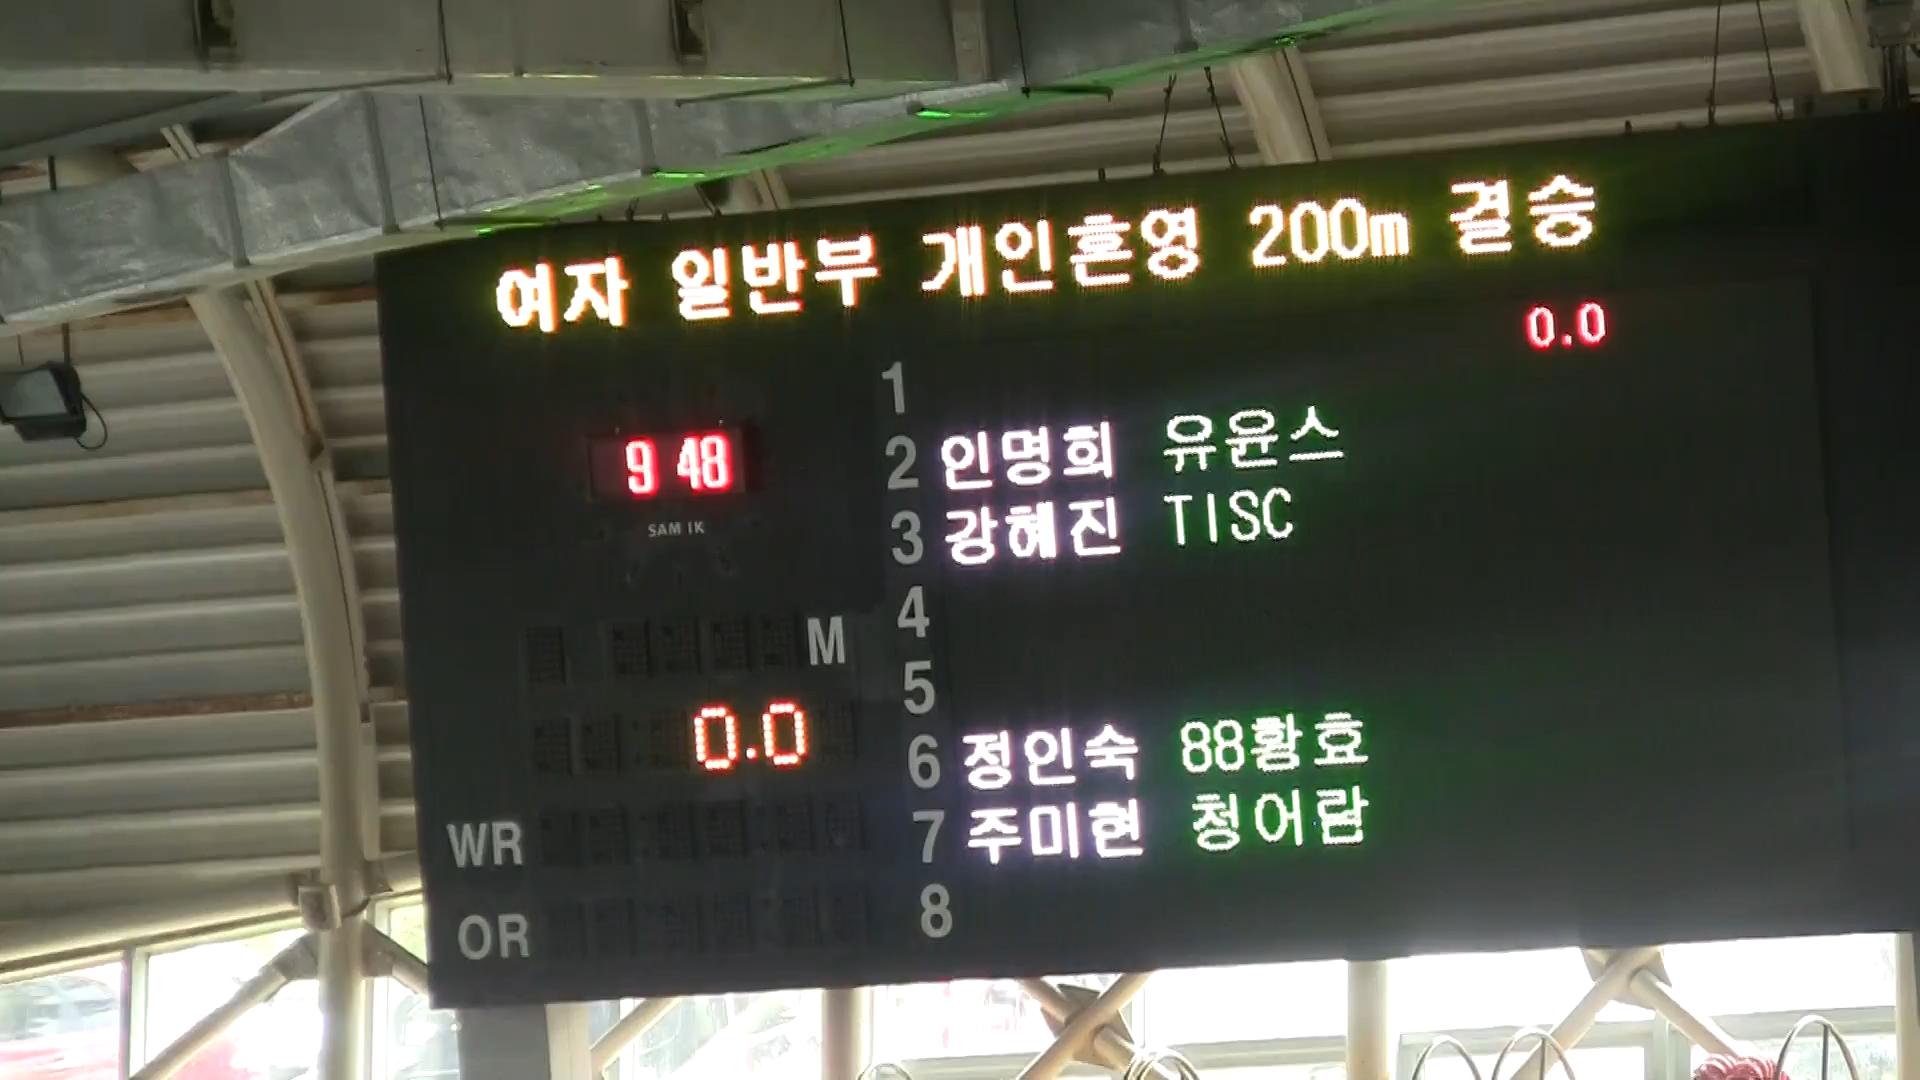 여자 일반부 개인혼영 200m 결승
0.0
1
9 48
2 인명희 유윤스
SAM IK
3 강혜진 TISC
4
M
5
0.0
6 정인숙 88황효
WR
7 주미현 청어람
OR
8